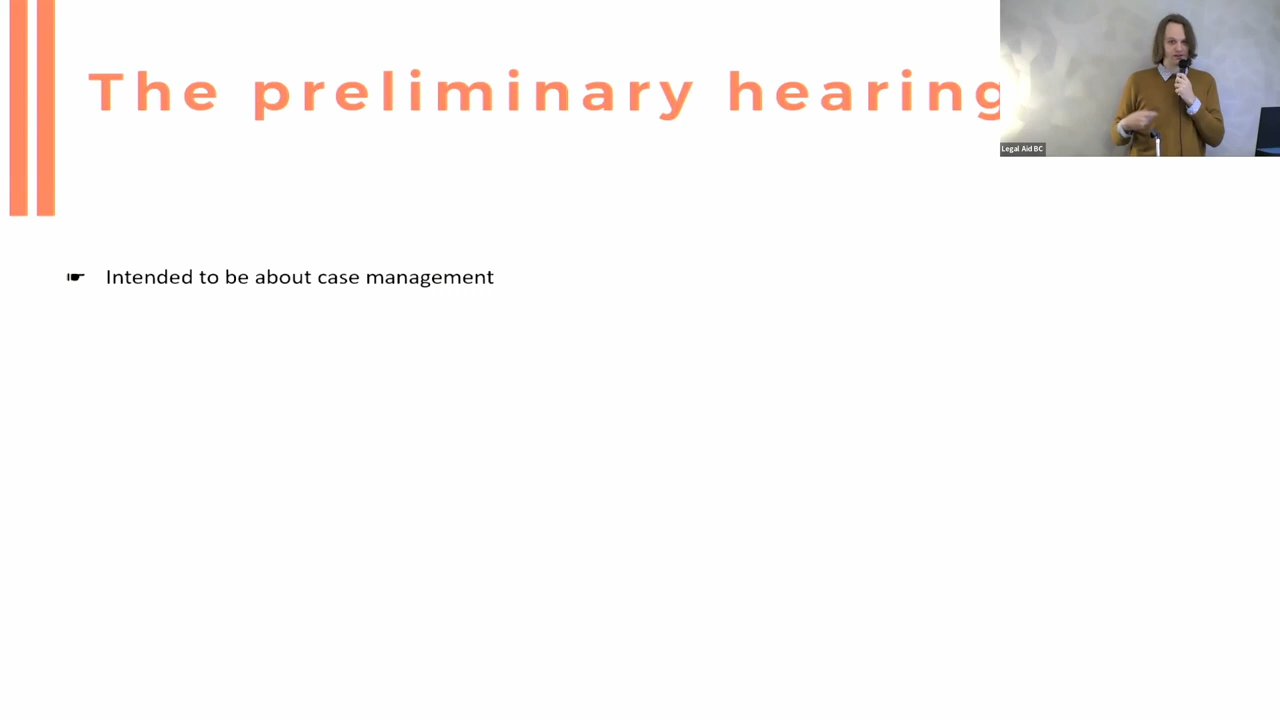 The preliminary hearing
Legal Aid BC
Intended to be about case management